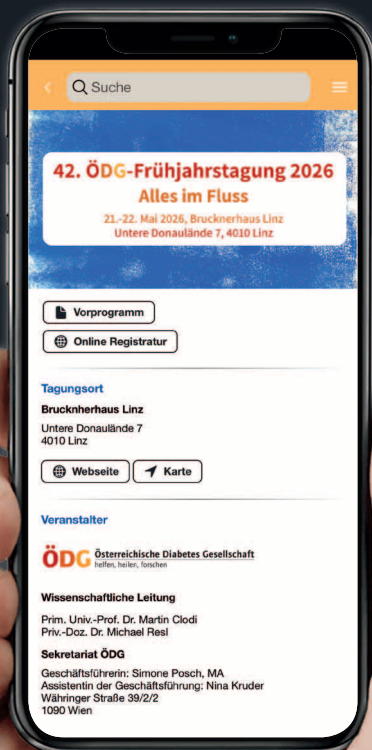 Suche
42. ÖDG-Frühjahrstagung 2026
Alles im Fluss
21.-22. Mai 2026, Brucknerhaus Linz
Untere Donaulände 7, 4010 Linz
Vorprogramm
Online Registratur
Tagungsort
Brucknherhaus Linz
Untere Donaulände 7
4010 Linz
Webseite
Karte
Veranstalter
ÖDG Österreichische Diabetes Gesellschaft
helfen, heilen, forschen
Wissenschaftliche Leitung
Prim. Univ.-Prof. Dr. Martin Clodi
Priv.-Doz. Dr. Michael Resl
Sekretariat ÖDG
Geschäftsführerin: Simone Posch, MA
Assistentin der Geschäftsführung: Nina Kruder
Währinger Straße 39/2/2
1090 Wien